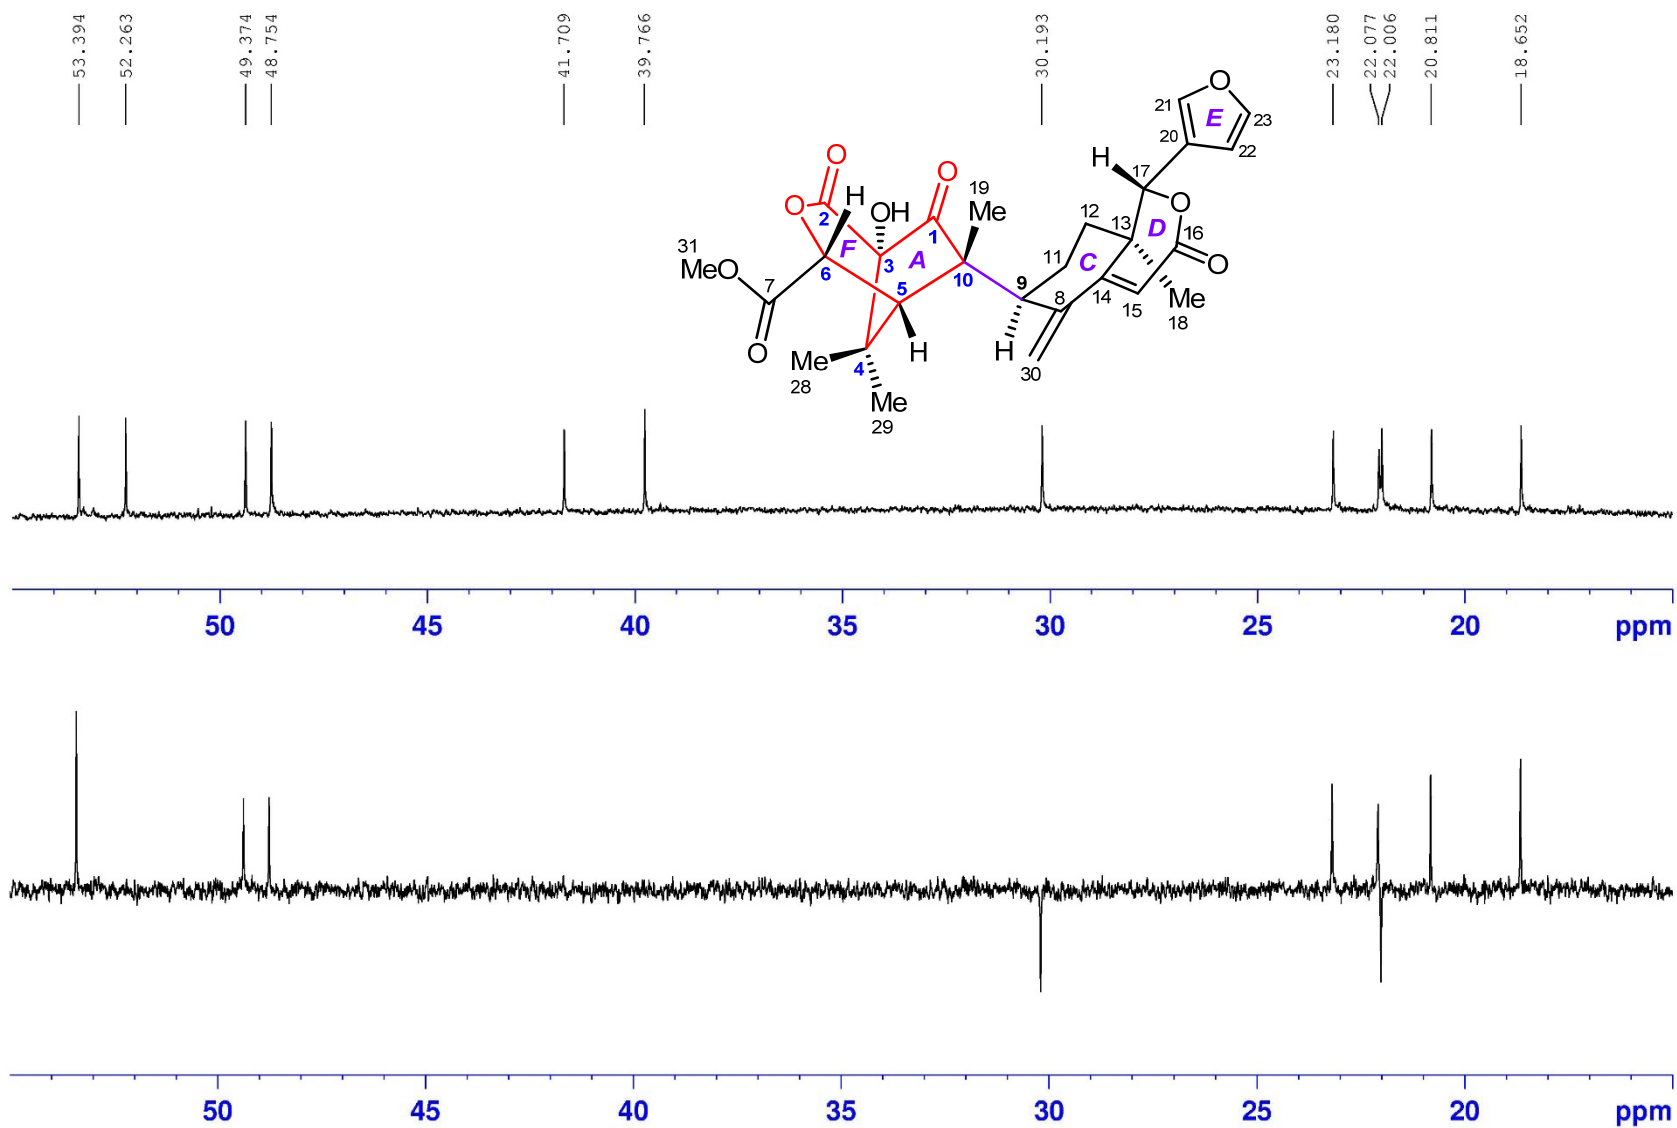 53.394
52.263
49.374
48.754
41.709
39.766
30.193
23.180
22.077
22.006
20.811
18.652
O
21
E
23
20
22
O
H
17
O
H
19
O
2
OH
Me
12
13
D
O
F
1
16
31
A
11
C
O
MeO
6
3
10
9
14
15
Me
7
5
8
18
O
Me
4
H
H
28
30
Me
29
50 45 40 35 30 25 20 ppm
50 45 40 35 30 25 20 ppm